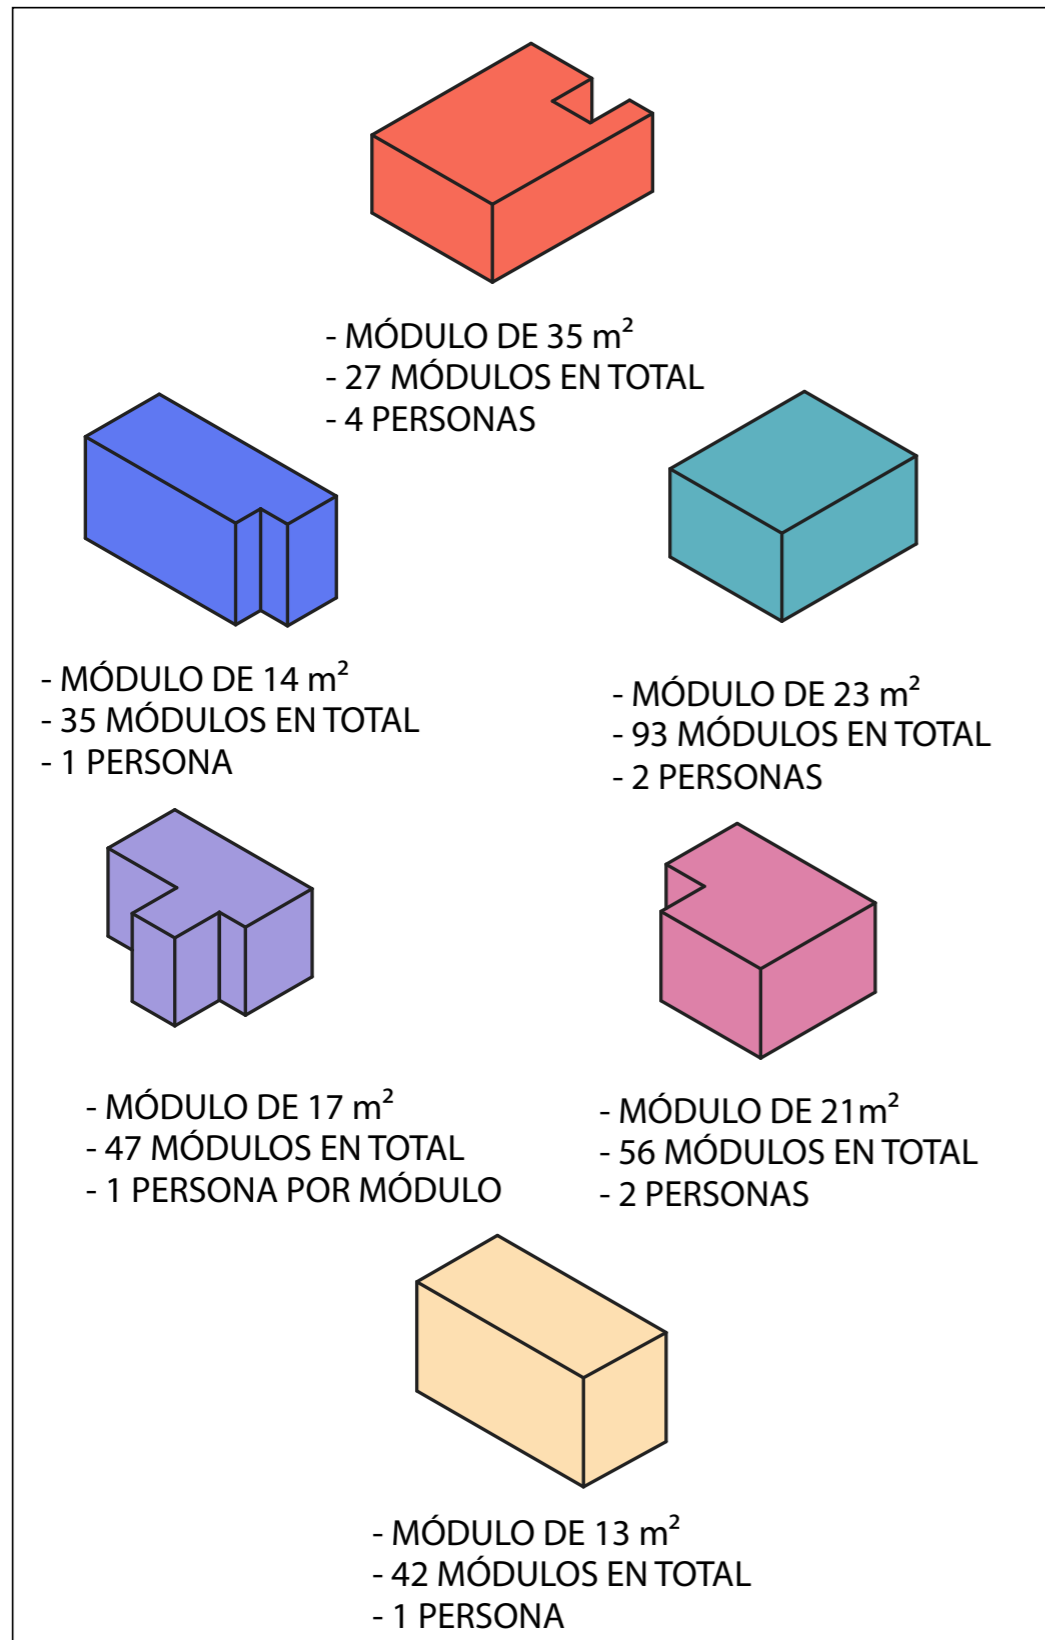 - MÓDULO DE 35 m²
- 27 MÓDULOS EN TOTAL
- 4 PERSONAS
- MÓDULO DE 14 m²
- 35 MÓDULOS EN TOTAL
- 1 PERSONA
- MÓDULO DE 23 m²
- 93 MÓDULOS EN TOTAL
- 2 PERSONAS
- MÓDULO DE 17 m²
- 47 MÓDULOS EN TOTAL
- 1 PERSONA POR MÓDULO
- MÓDULO DE 21m²
- 56 MÓDULOS EN TOTAL
- 2 PERSONAS
- MÓDULO DE 13 m²
- 42 MÓDULOS EN TOTAL
- 1 PERSONA